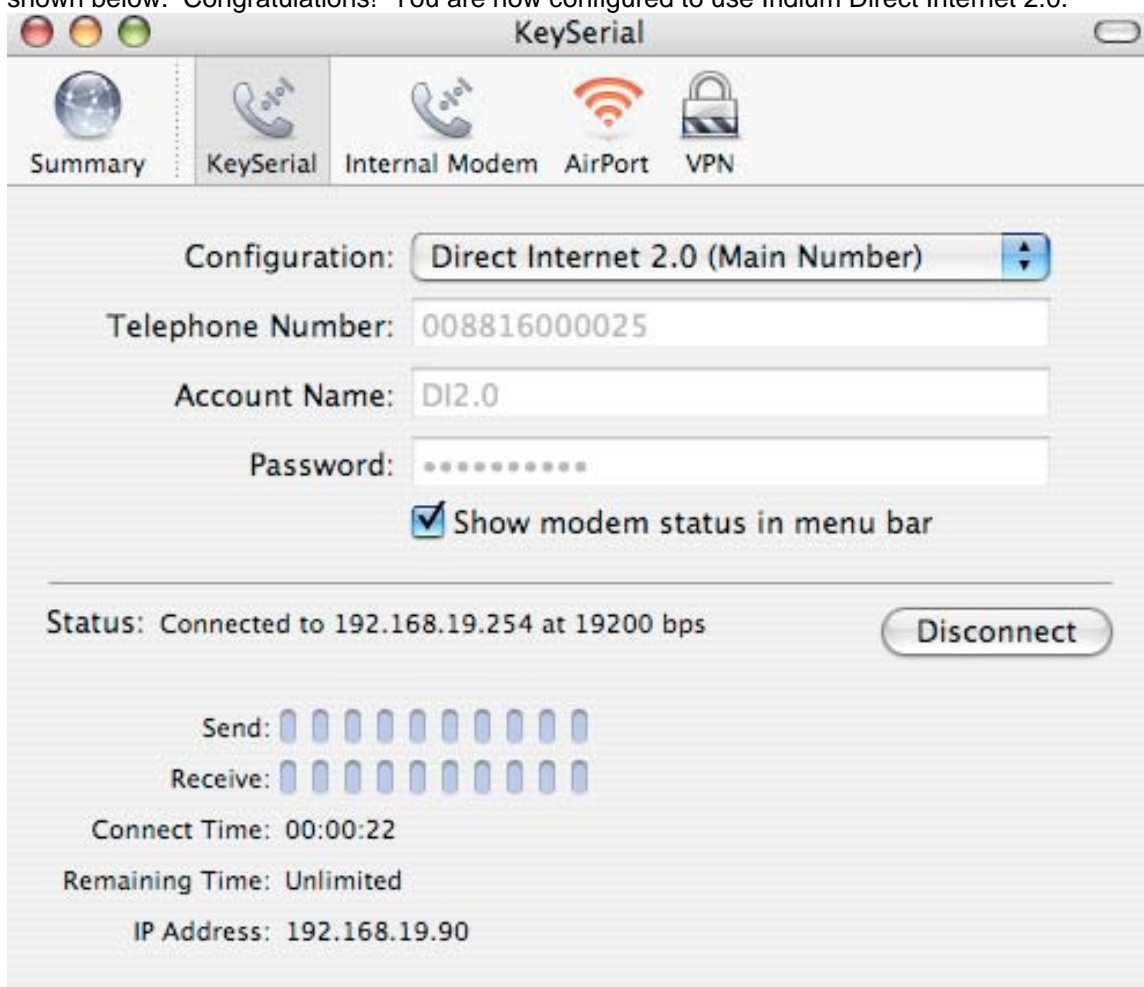 shown below. Congratulations! You are now configured to use Iridium Direct Internet 2.0.
KeySerial
Summary KeySerial Internal Modem AirPort VPN
Configuration: Direct Internet 2.0 (Main Number)
Telephone Number: 008816000025
Account Name: DI2.0
Password: ••••••••••
Show modem status in menu bar
Status: Connected to 192.168.19.254 at 19200 bps Disconnect
Send:
Receive:
Connect Time: 00:00:22
Remaining Time: Unlimited
IP Address: 192.168.19.90